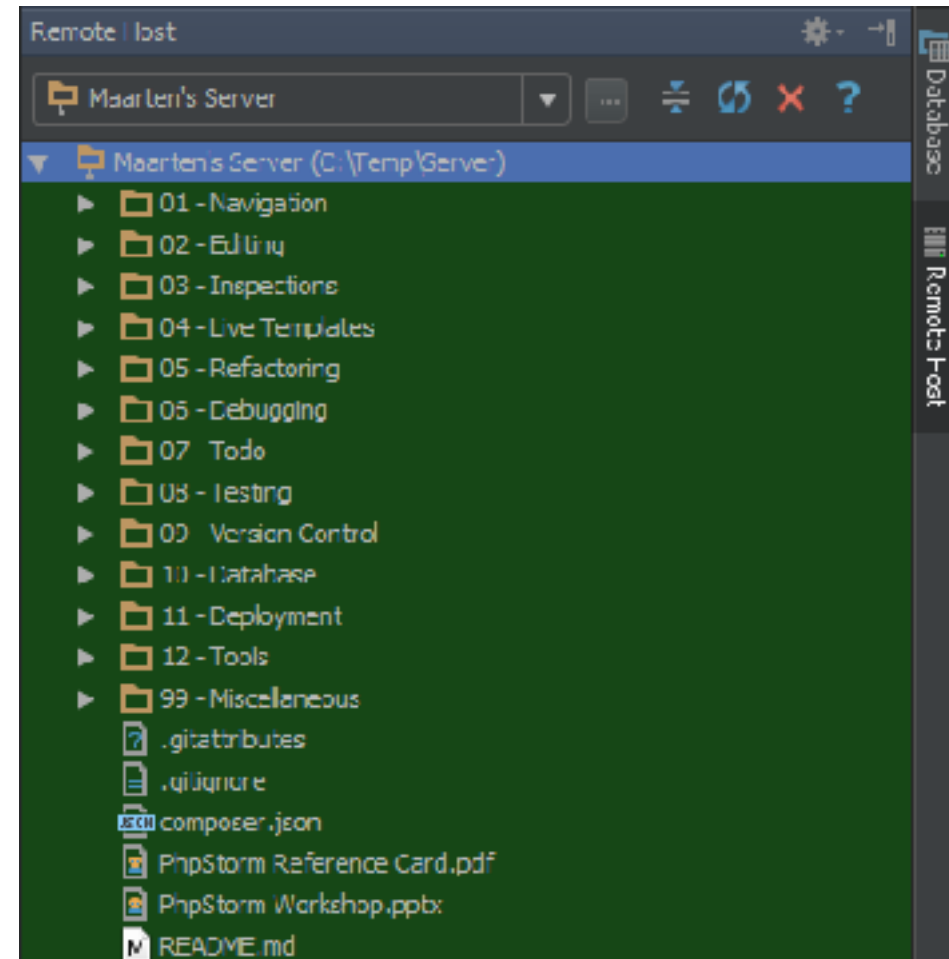 Remote Host
Maarten's Server
Maarten's Server (C:\Temp\Server)
01 - Navigation
02 - Editing
03 - Inspections
04 - Live Templates
05 - Refactoring
06 - Debugging
07 - Todo
08 - Testing
09 - Version Control
10 - Database
11 - Deployment
12 - Tools
99 - Miscellaneous
.gitattributes
.gitignore
JSON composer.json
PhpStorm Reference Card.pdf
PhpStorm Workshop.pptx
README.md
Database
Remote Host